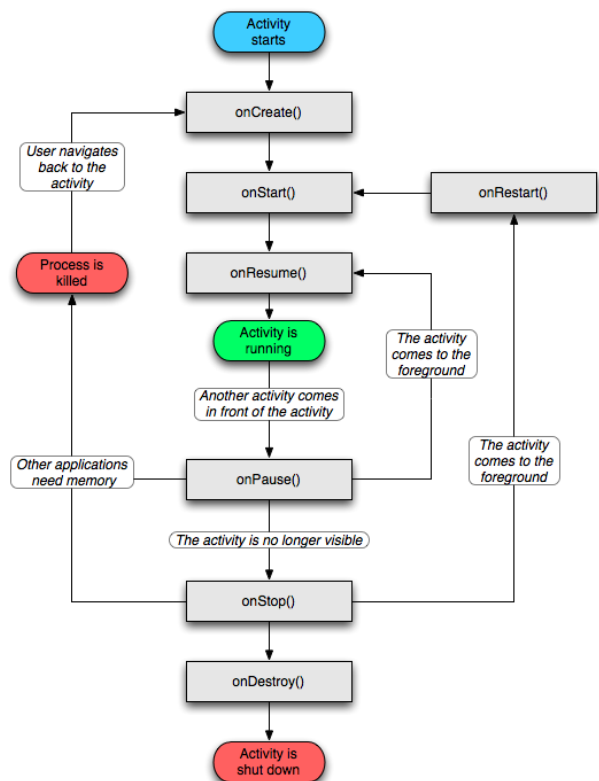 Activity
starts
onCreate()
User navigates
back to the
activity
onStart()
onRestart()
Process is
killed
onResume()
Activity is
running
The activity
comes to the
foreground
Another activity comes
in front of the activity
The activity
comes to the
foreground
Other applications
need memory
onPause()
The activity is no longer visible
onStop()
onDestroy()
Activity is
shut down